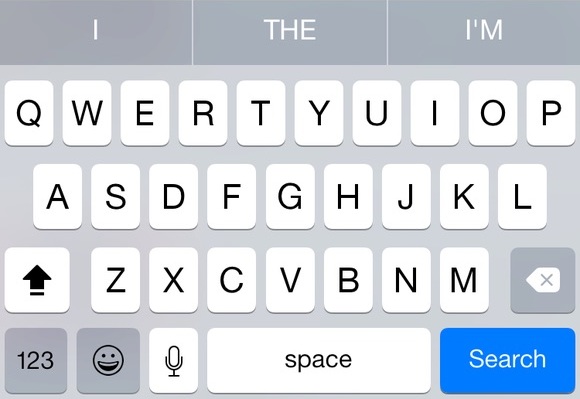 I THE I'M
Q W E R T Y U I O P
A S D F G H J K L
Z X C V B N M
123 space Search